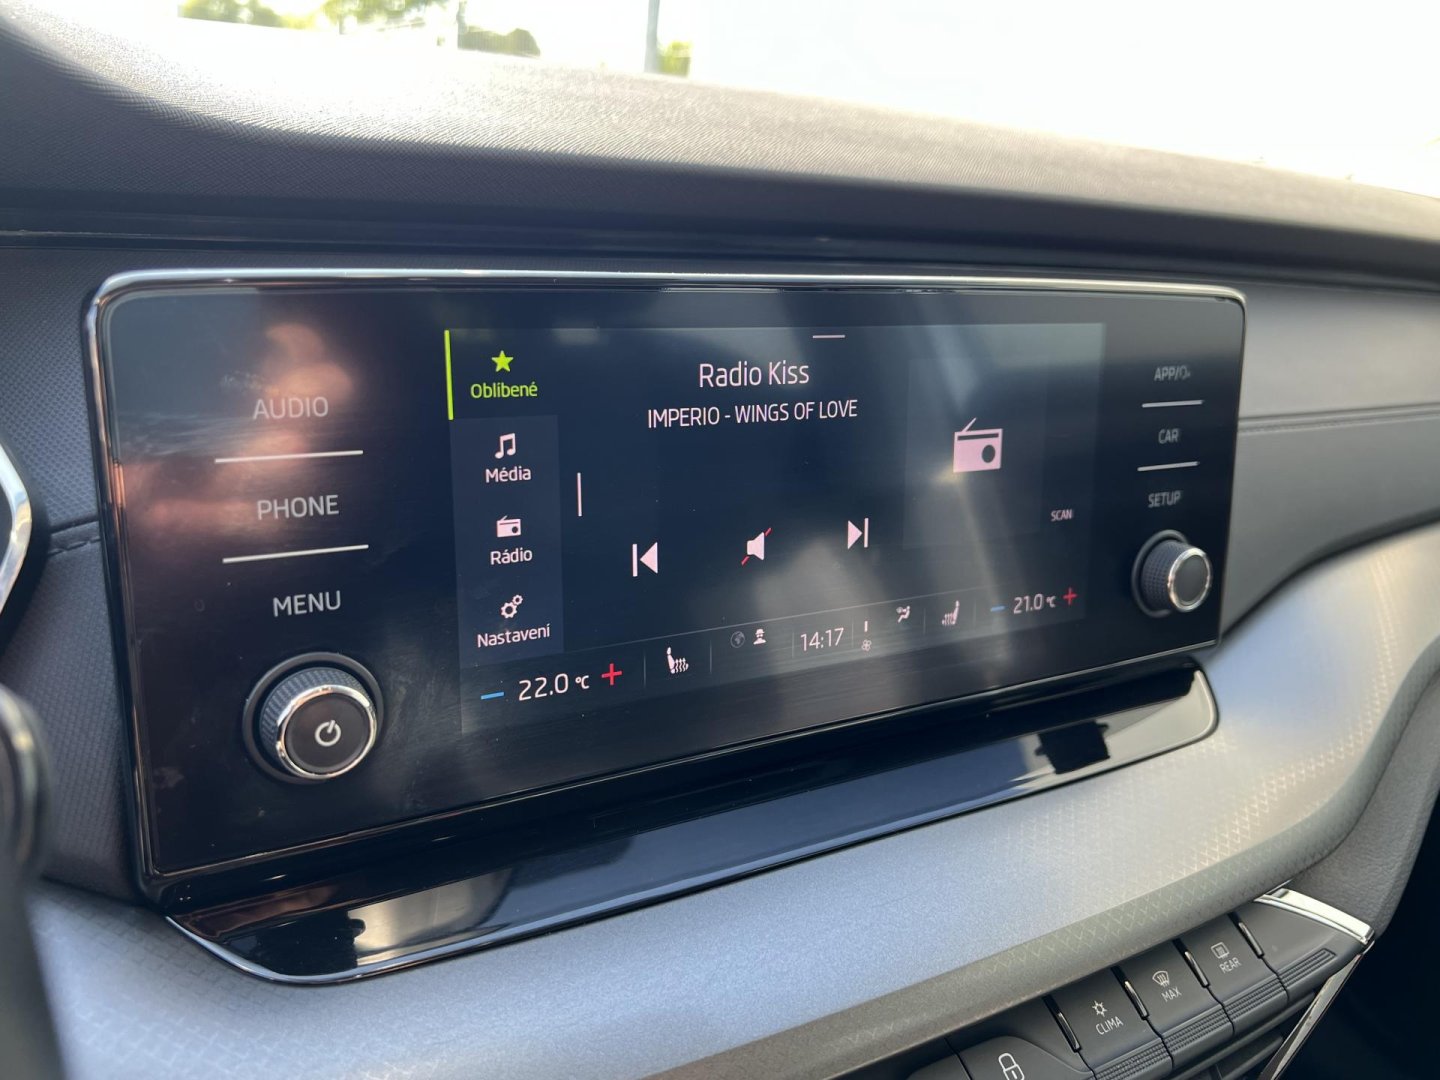 AUDIO
PHONE
MENU
Oblíbené
Média
Rádio
Nastavení
Radio Kiss
IMPERIO - WINGS OF LOVE
SCAN
22.0 °C
14:17
21.0 °C
APP/
CAR
SETUP
CLIMA
MAX
REAR